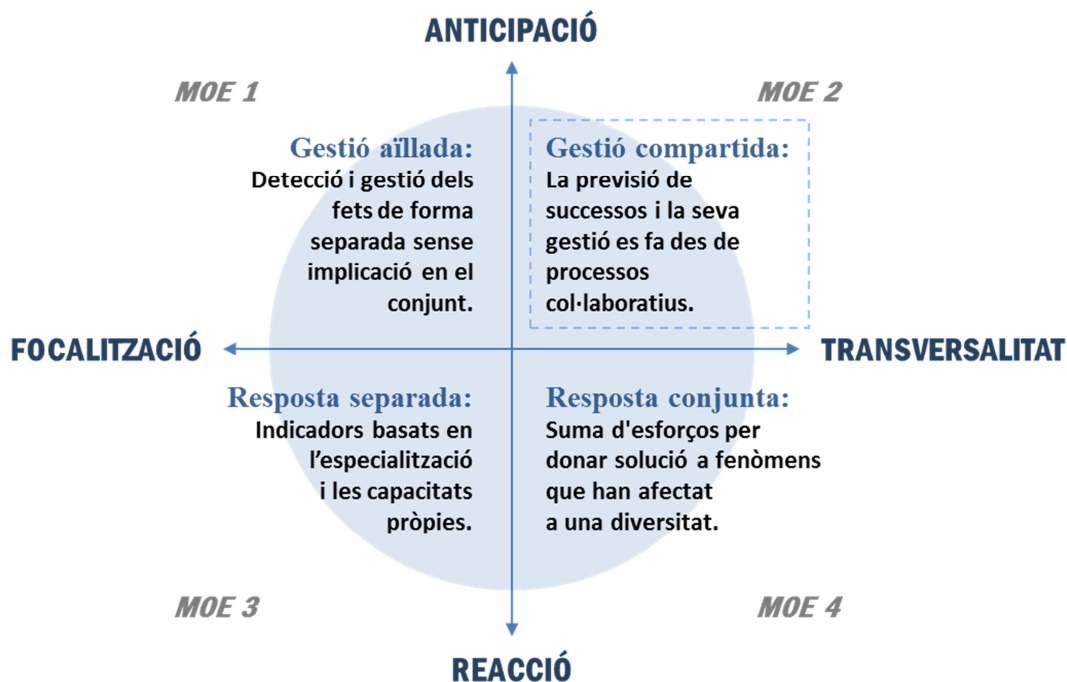 ANTICIPACIÓ
MOE 1
MOE 2
Gestió aïllada:
Detecció i gestió dels
fets de forma
separada sense
implicació en el
conjunt.
Gestió compartida:
La previsió de
successos i la seva
gestió es fa des de
processos
col·laboratius.
FOCALITZACIÓ
TRANSVERSALITAT
Resposta separada:
Indicadors basats en
l’especialització
i les capacitats
pròpies.
Resposta conjunta:
Suma d'esforços per
donar solució a fenòmens
que han afectat
a una diversitat.
MOE 3
MOE 4
REACCIÓ